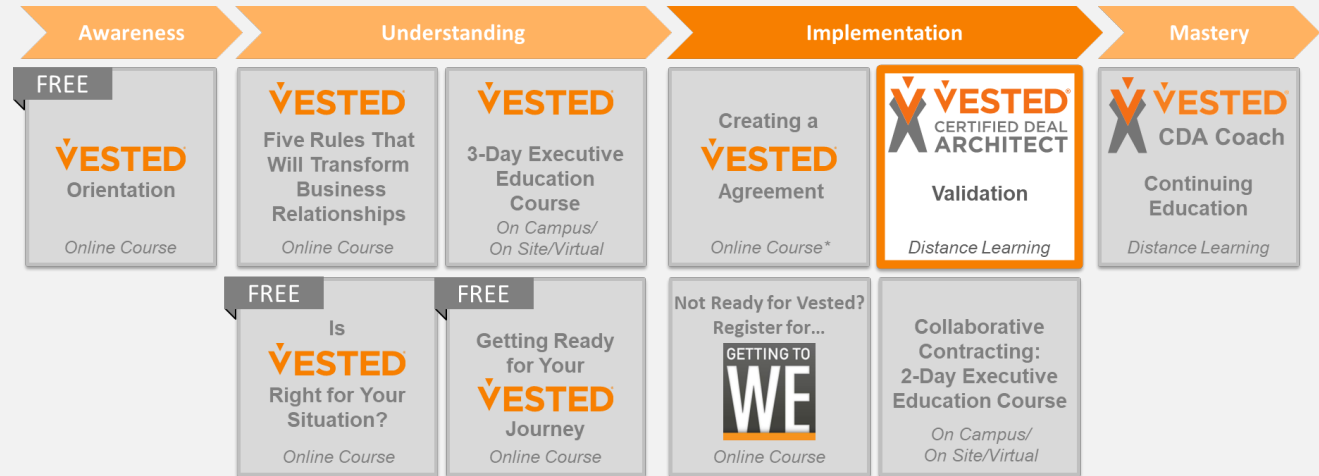 Awareness
Understanding
Implementation
Mastery
FREE
VESTED®
Orientation
Online Course
VESTED®
Five Rules That
Will Transform
Business
Relationships
Online Course
VESTED®
3-Day Executive
Education
Course
On Campus/
On Site/Virtual
Creating a
VESTED®
Agreement
Online Course*
VESTED®
CERTIFIED DEAL
ARCHITECT
Validation
Distance Learning
VESTED®
CDA Coach
Continuing
Education
Distance Learning
FREE
Is
VESTED®
Right for Your
Situation?
Online Course
FREE
Getting Ready
for Your
VESTED®
Journey
Online Course
Not Ready for Vested?
Register for...
GETTING TO
WE
Online Course
Collaborative
Contracting:
2-Day Executive
Education Course
On Campus/
On Site/Virtual